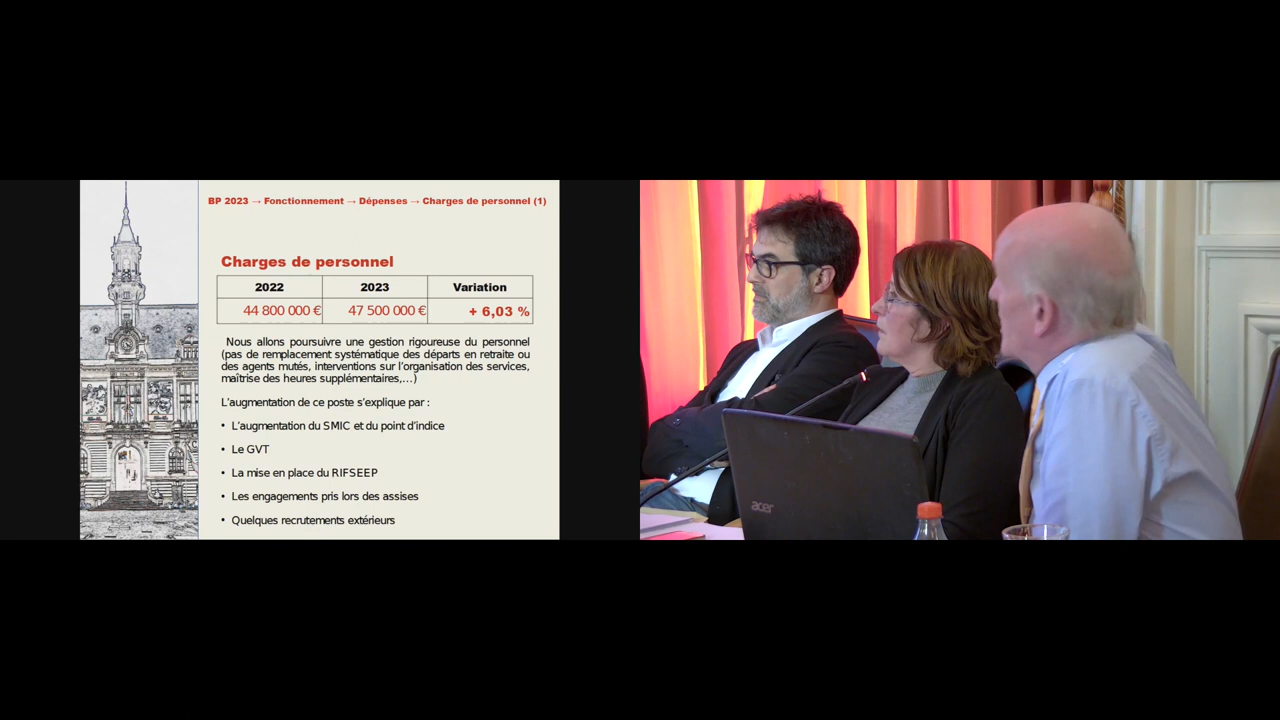 BP 2023 → Fonctionnement → Dépenses → Charges de personnel (1)
Charges de personnel
2022 2023 Variation
44 800 000 € 47 500 000 € + 6,03 %
Nous allons poursuivre une gestion rigoureuse du personnel
(pas de remplacement systématique des départs en retraite ou
des agents mutés, interventions sur l’organisation des services,
maîtrise des heures supplémentaires,...)
L’augmentation de ce poste s’explique par :
• L’augmentation du SMIC et du point d’indice
• Le GVT
• La mise en place du RIFSEEP
• Les engagements pris lors des assises
• Quelques recrutements extérieurs
acer